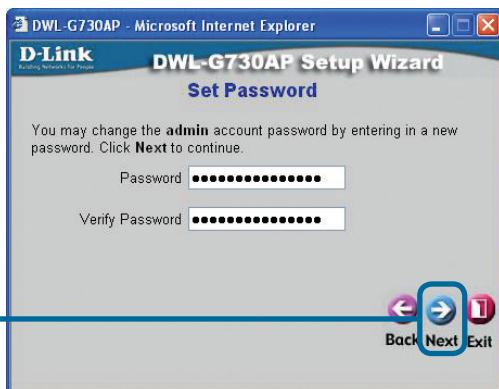 DWL-G730AP - Microsoft Internet Explorer
D-Link
Building Networks for People
DWL-G730AP Setup Wizard
Set Password
You may change the admin account password by entering in a new
password. Click Next to continue.
Password ●●●●●●●●●●●●●●●
Verify Password ●●●●●●●●●●●●●●●
Back Next Exit